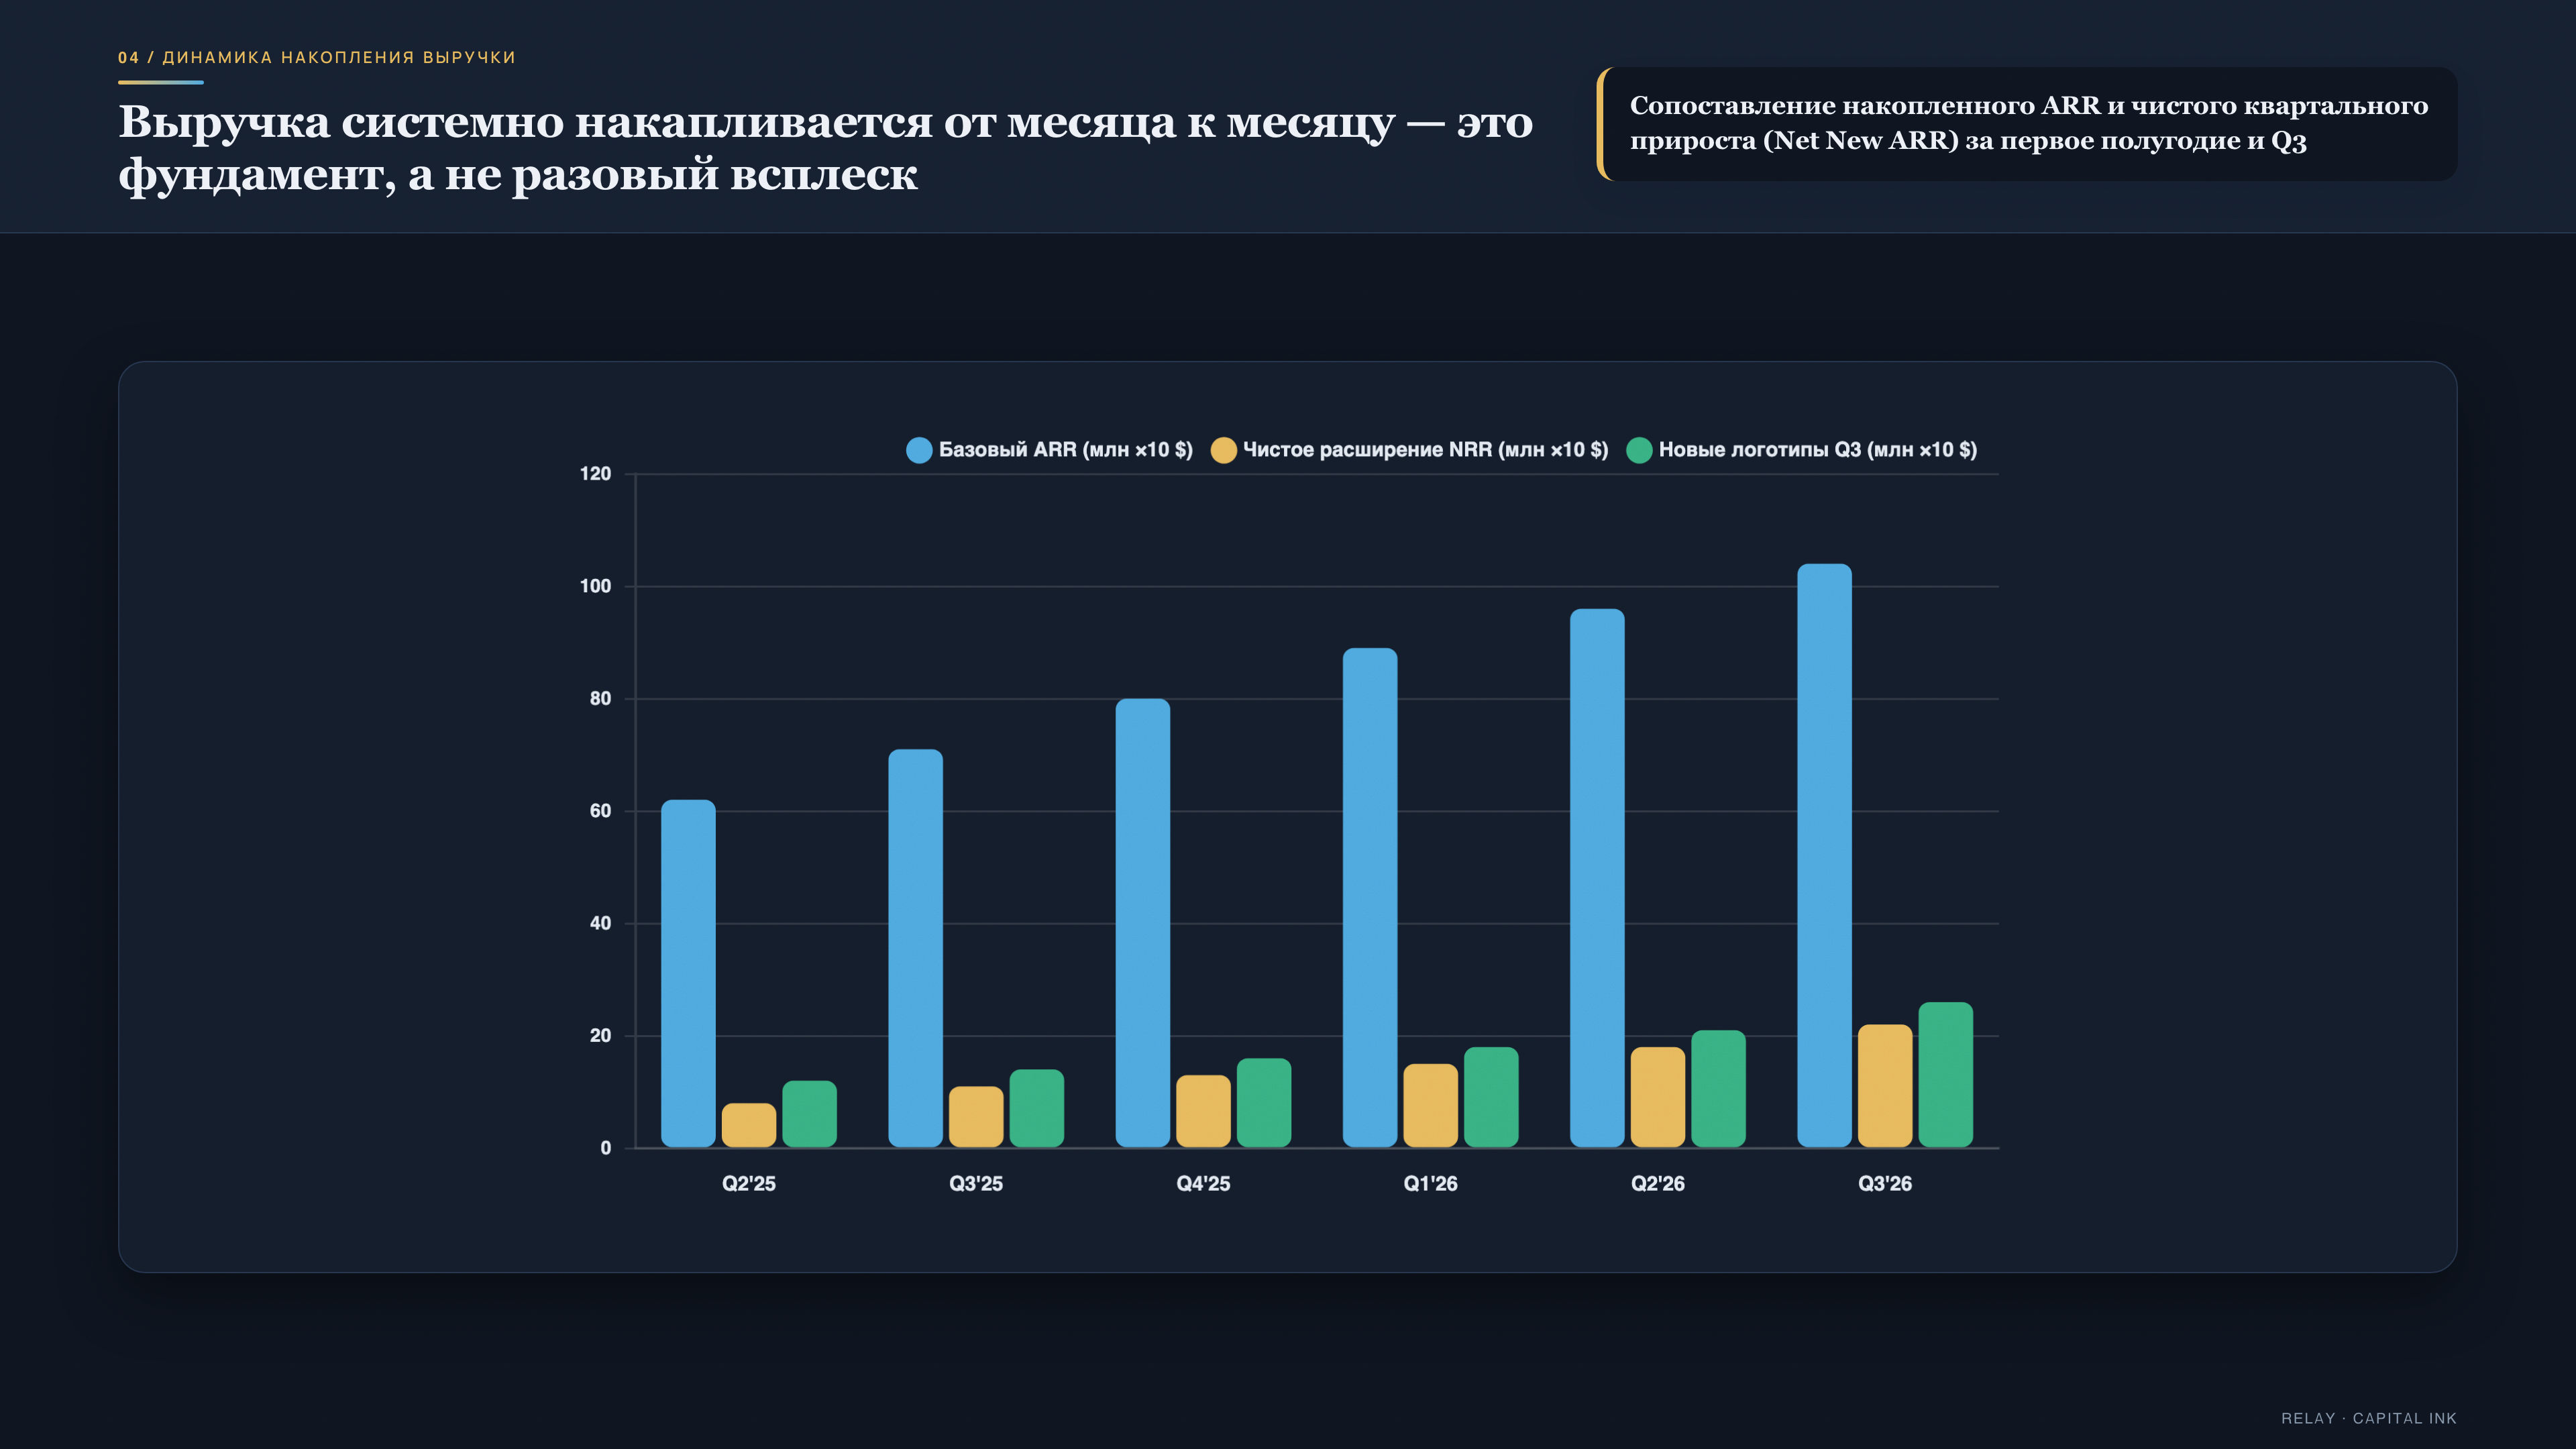 04 / ДИНАМИКА НАКОПЛЕНИЯ ВЫРУЧКИ
Выручка системно накапливается от месяца к месяцу — это
фундамент, а не разовый всплеск
Сопоставление накопленного ARR и чистого квартального
прироста (Net New ARR) за первое полугодие и Q3
Базовый ARR (млн ×10 $)
Чистое расширение NRR (млн ×10 $)
Новые логотипы Q3 (млн ×10 $)
120
100
80
60
40
20
0
Q2'25
Q3'25
Q4'25
Q1'26
Q2'26
Q3'26
RELAY · CAPITAL INK